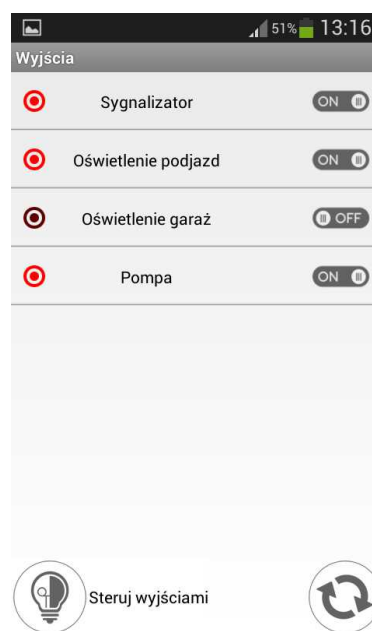 51% 13:16
Wyjścia
Sygnalizator ON
Oświetlenie podjazd ON
Oświetlenie garaż OFF
Pompa ON
Steruj wyjściami